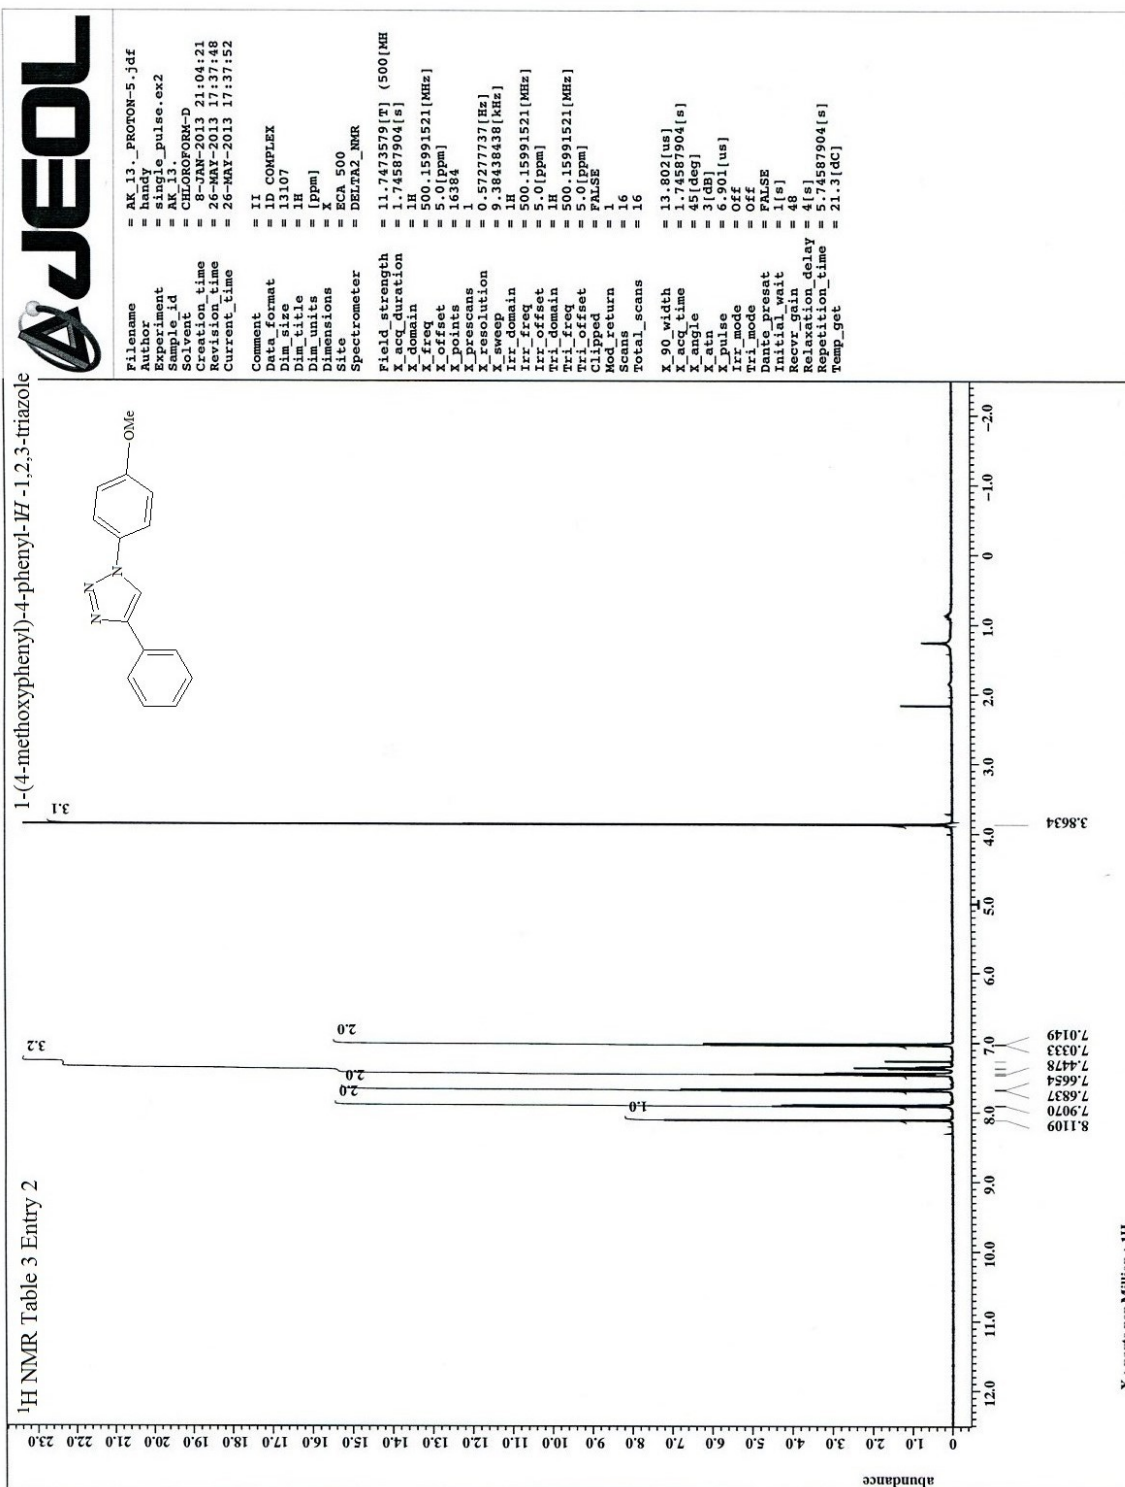 ¹H NMR Table 3 Entry 2
1-(4-methoxyphenyl)-4-phenyl-1H-1,2,3-triazole
N
N
N
OMe
JEOL
Filename = AK_13._PROTON-5.jdf
Author = handy
Experiment = single_pulse.ex2
Sample_id = AK_13.
Solvent = CHLOROFORM-D
Creation_time = 8-JAN-2013 21:04:21
Revision_time = 26-MAY-2013 17:37:48
Current_time = 26-MAY-2013 17:37:52
Comment = II
Data_format = 1D COMPLEX
Dim_size = 13107
Dim_title = 1H
Dim_units = [ppm]
Dimensions = X
Site = ECA 500
Spectrometer = DELTA2_NMR
Field_strength = 11.7473579[T] (500[MH
X_acq_duration = 1.74587904[s]
X_domain = 1H
X_freq = 500.15991521[MHz]
X_offset = 5.0[ppm]
X_points = 16384
X_prescans = 1
X_resolution = 0.57277737[Hz]
X_sweep = 9.38438438[kHz]
Irr_domain = 1H
Irr_freq = 500.15991521[MHz]
Irr_offset = 5.0[ppm]
Tri_domain = 1H
Tri_freq = 500.15991521[MHz]
Tri_offset = 5.0[ppm]
Clipped = FALSE
Mod_return = 1
Scans = 16
Total_scans = 16
X_90_width = 13.802[us]
X_acq_time = 1.74587904[s]
X_angle = 45[deg]
X_atn = 3[dB]
X_pulse = 6.901[us]
Irr_mode = Off
Tri_mode = Off
Dante_presat = FALSE
Initial_wait = 1[s]
Recvr_gain = 48
Relaxation_delay = 4[s]
Repetition_time = 5.74587904[s]
Temp_get = 21.3[dC]
abundance
0 1.0 2.0 3.0 4.0 5.0 6.0 7.0 8.0 9.0 10.0 11.0 12.0 13.0 14.0 15.0 16.0 17.0 18.0 19.0 20.0 21.0 22.0 23.0
1.0
2.0
2.0
3.2
2.0
3.1
12.0 11.0 10.0 9.0 8.0 7.0 6.0 5.0 4.0 3.0 2.0 1.0 0 -1.0 -2.0
8.1109
7.9070
7.6837
7.6654
7.4478
7.0333
7.0149
3.8634
X : parts per Million : 1H